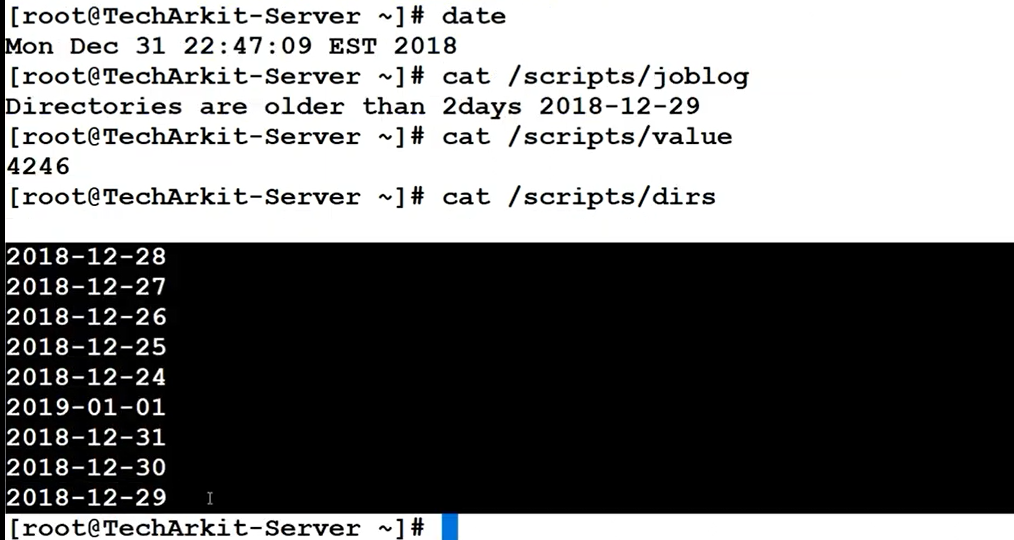 [root@TechArkit-Server ~]# date
Mon Dec 31 22:47:09 EST 2018
[root@TechArkit-Server ~]# cat /scripts/joblog
Directories are older than 2days 2018-12-29
[root@TechArkit-Server ~]# cat /scripts/value
4246
[root@TechArkit-Server ~]# cat /scripts/dirs
2018-12-28
2018-12-27
2018-12-26
2018-12-25
2018-12-24
2019-01-01
2018-12-31
2018-12-30
2018-12-29
[root@TechArkit-Server ~]#